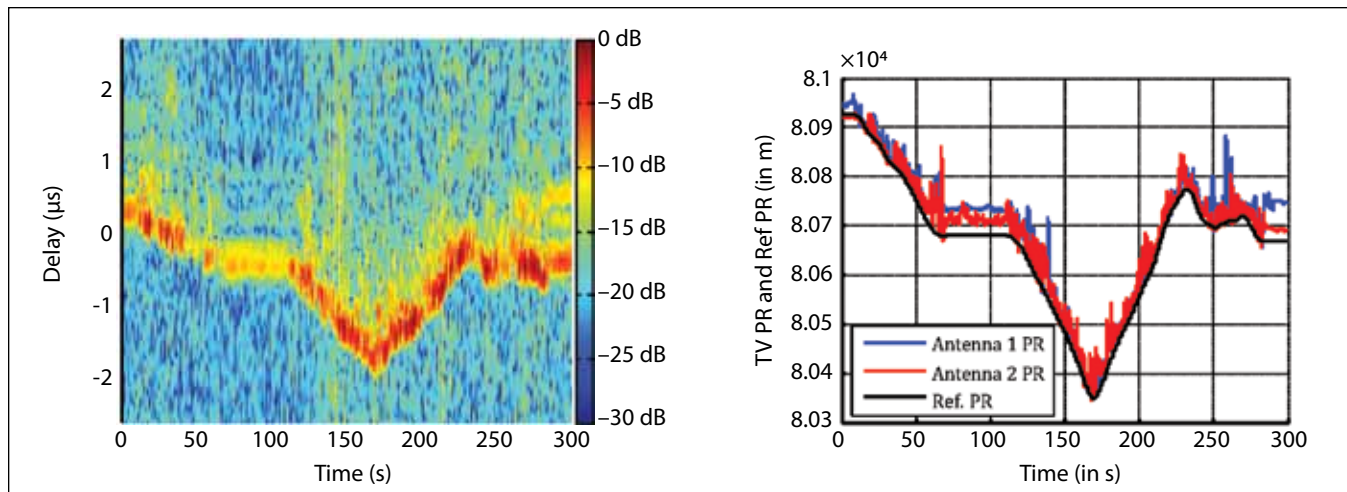 0 dB
–5 dB
–10 dB
–15 dB
–20 dB
–25 dB
–30 dB
2
1
0
-1
-2
Delay (µs)
0 50 100 150 200 250 300
Time (s)
×10⁴
8.1
8.09
8.08
8.07
8.06
8.05
8.04
8.03
TV PR and Ref PR (in m)
Antenna 1 PR
Antenna 2 PR
Ref. PR
0 50 100 150 200 250 300
Time (in s)